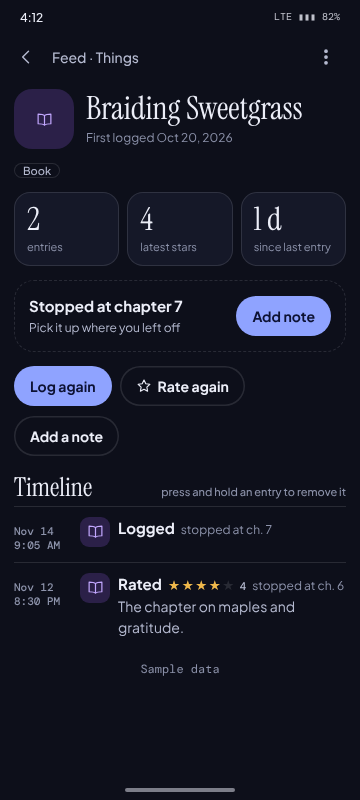 4:12
LTE 82%
Feed · Things
Braiding Sweetgrass
First logged Oct 20, 2026
Book
2
entries
4
latest stars
1 d
since last entry
Stopped at chapter 7
Pick it up where you left off
Add note
Log again
Rate again
Add a note
Timeline
press and hold an entry to remove it
Nov 14
9:05 AM
Logged stopped at ch. 7
Nov 12
8:30 PM
Rated ★★★★★ 4 stopped at ch. 6
The chapter on maples and
gratitude.
Sample data